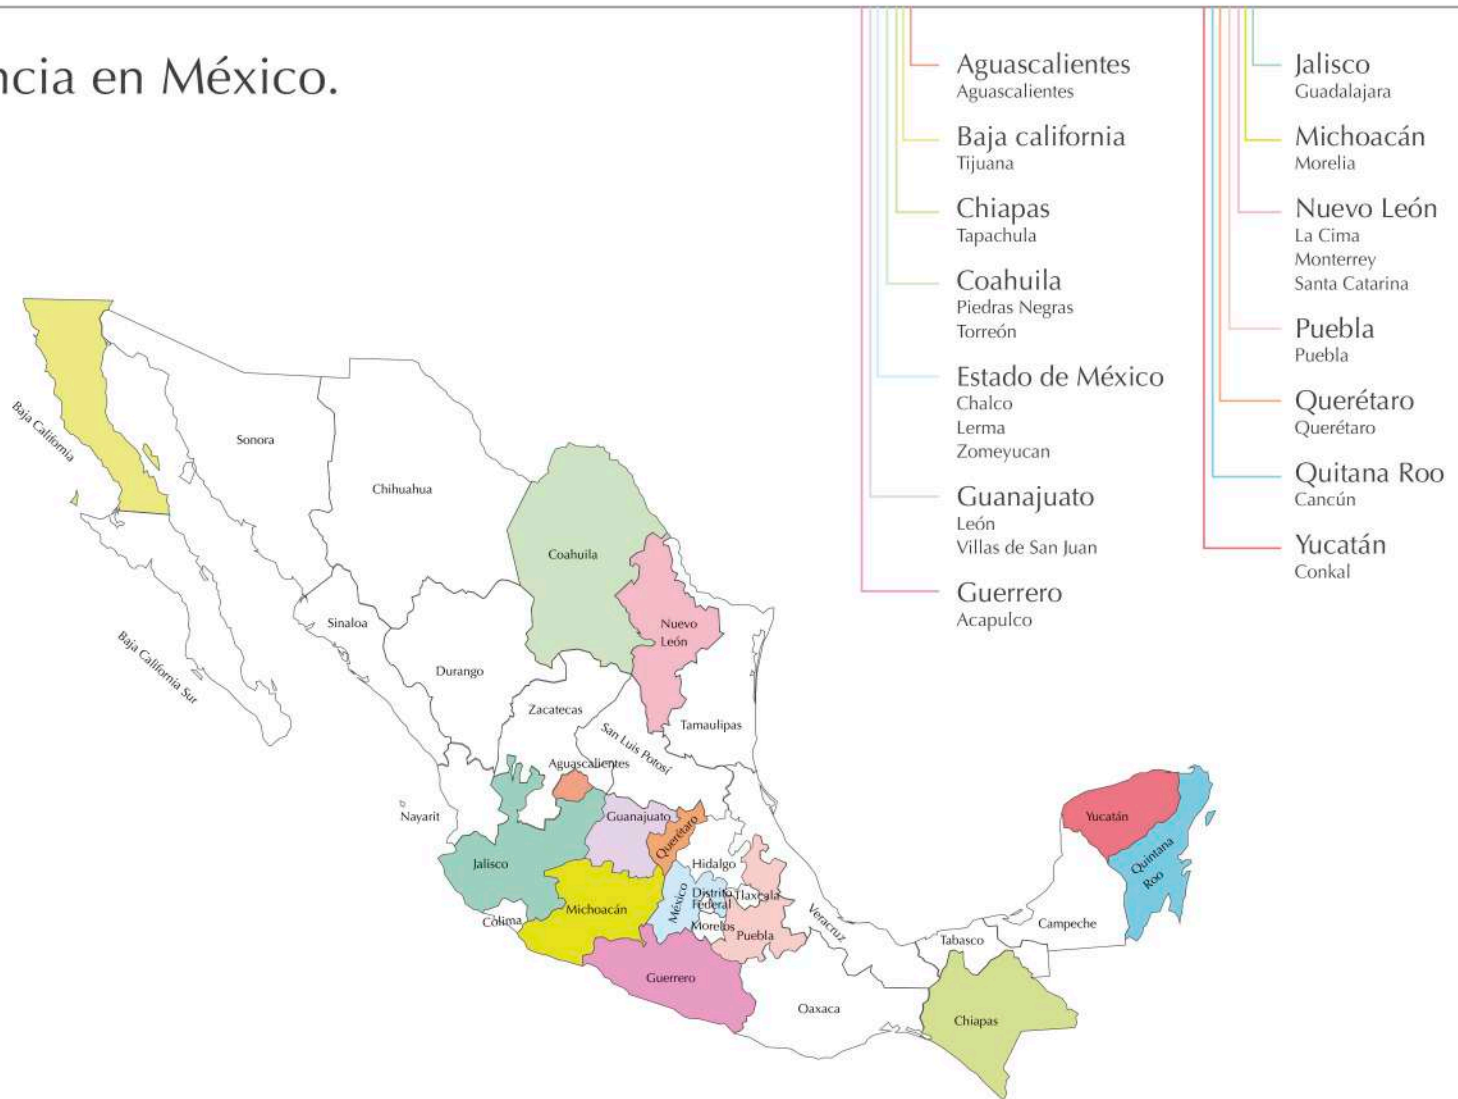 ncia en México.
Aguascalientes
Aguascalientes
Baja california
Tijuana
Chiapas
Tapachula
Coahuila
Piedras Negras
Torreón
Estado de México
Chalco
Lerma
Zomeyucan
Guanajuato
León
Villas de San Juan
Guerrero
Acapulco
Jalisco
Guadalajara
Michoacán
Morelia
Nuevo León
La Cima
Monterrey
Santa Catarina
Puebla
Puebla
Querétaro
Querétaro
Quitana Roo
Cancún
Yucatán
Conkal
Baja California
Sonora
Chihuahua
Coahuila
Nuevo
León
Sinaloa
Baja California Sur
Durango
Zacatecas
San Luis Potosí
Tamaulipas
Aguascalientes
Nayarit
Guanajuato
Querétaro
Jalisco
Hidalgo
México
Distrito
Federal
Tlaxcala
Colima
Michoacán
Morelos
Puebla
Veracruz
Guerrero
Oaxaca
Tabasco
Chiapas
Campeche
Yucatán
Quintana
Roo